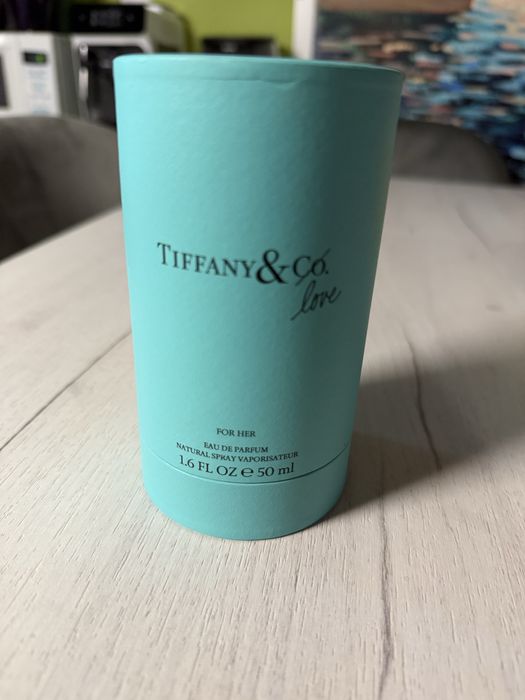 TIFFANY & CO.
love
FOR HER
EAU DE PARFUM
NATURAL SPRAY VAPORISATEUR
1.6 FL OZ ℮ 50 ml